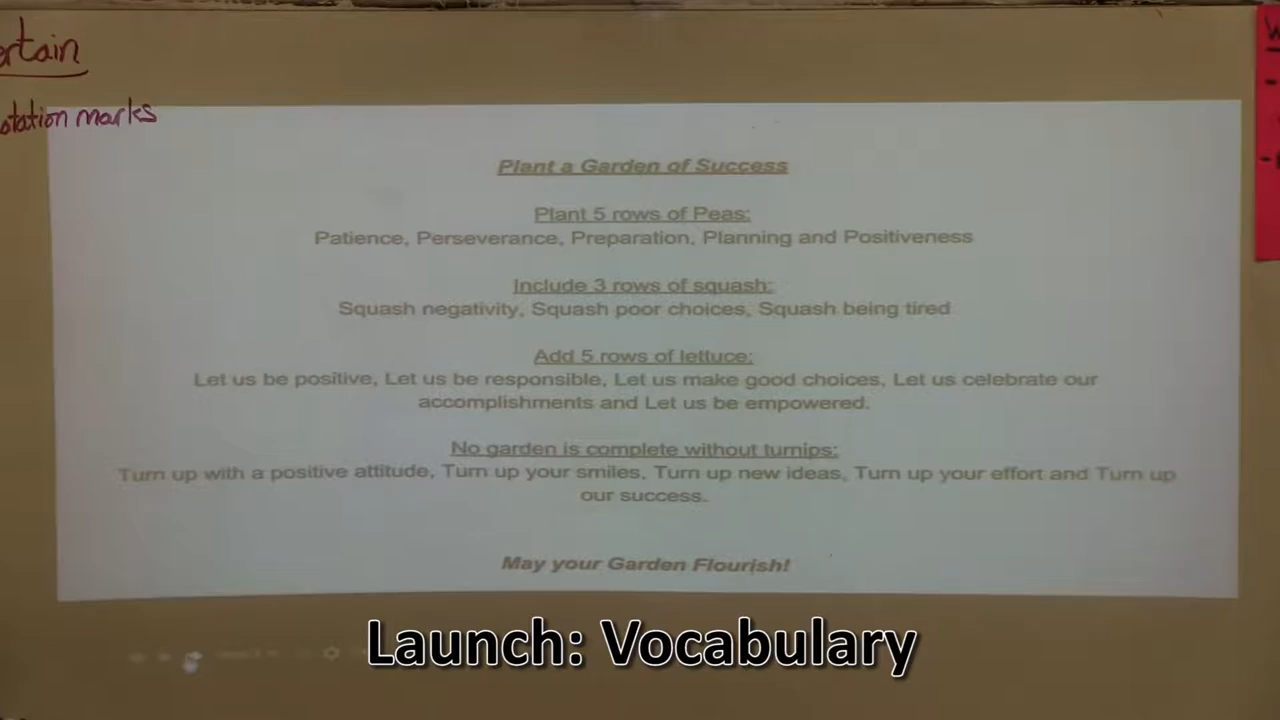 marks
Plant a Garden of Success
Plant 5 rows of Peas:
Patience, Perseverance, Preparation, Planning and Positiveness
Include 3 rows of squash:
Squash negativity, Squash poor choices, Squash being tired
Add 5 rows of lettuce:
Let us be positive, Let us be responsible, Let us make good choices, Let us celebrate our
accomplishments and Let us be empowered.
No garden is complete without turnips:
Turn up with a positive attitude, Turn up your smiles, Turn up new ideas, Turn up your effort and Turn up
our success.
May your Garden Flourish!
Launch: Vocabulary